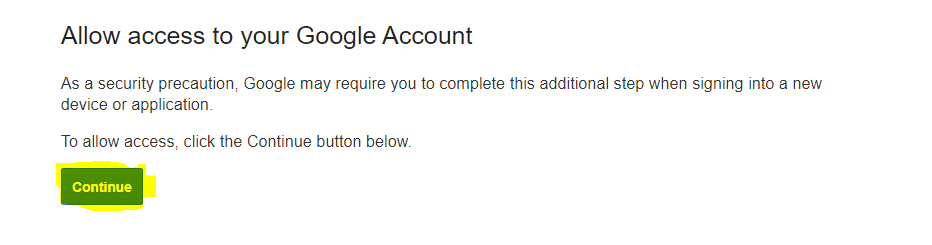 Allow access to your Google Account
As a security precaution, Google may require you to complete this additional step when signing into a new
device or application.
To allow access, click the Continue button below.
Continue